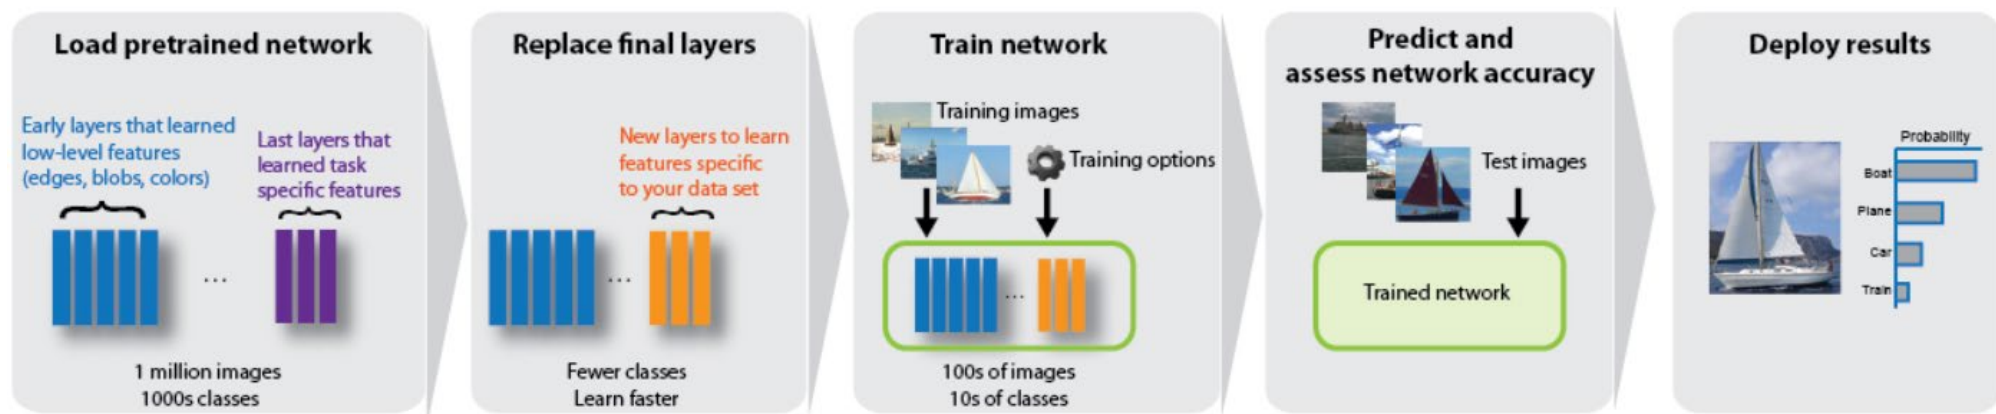 Load pretrained network
Early layers that learned
low-level features
(edges, blobs, colors)
Last layers that
learned task
specific features
...
1 million images
1000s classes
Replace final layers
New layers to learn
features specific
to your data set
...
Fewer classes
Learn faster
Train network
Training images
Training options
...
100s of images
10s of classes
Predict and
assess network accuracy
Test images
Trained network
Deploy results
Probability
Boat
Plane
Car
Train